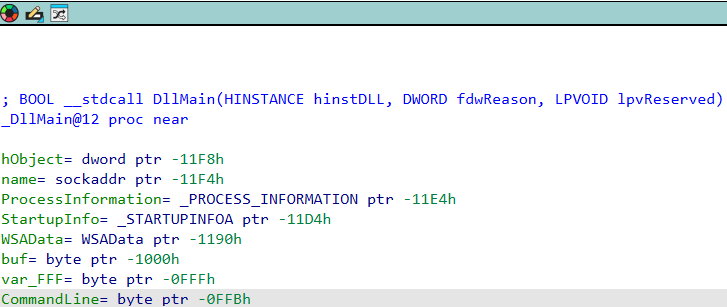 ; BOOL __stdcall DllMain(HINSTANCE hinstDLL, DWORD fdwReason, LPVOID lpvReserved)
_DllMain@12 proc near
hObject= dword ptr -11F8h
name= sockaddr ptr -11F4h
ProcessInformation= _PROCESS_INFORMATION ptr -11E4h
StartupInfo= _STARTUPINFOA ptr -11D4h
WSAData= WSAData ptr -1190h
buf= byte ptr -1000h
var_FFF= byte ptr -0FFFh
CommandLine= byte ptr -0FFBh